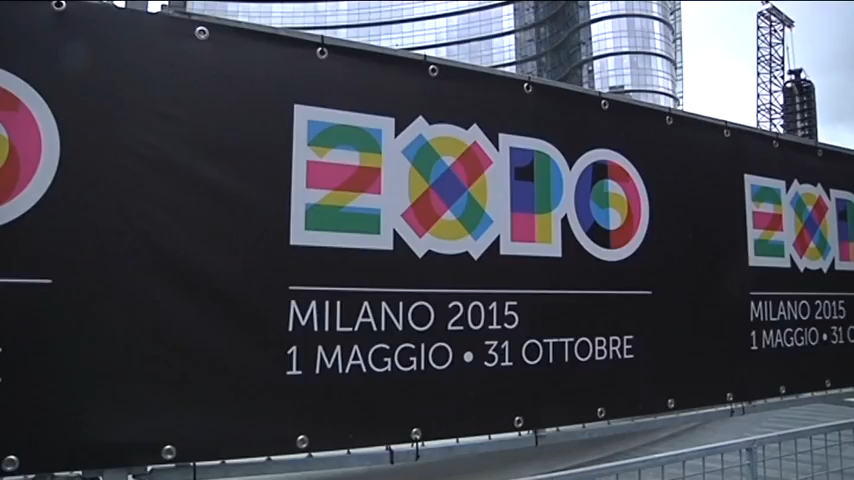 EXPO
MILANO 2015
1 MAGGIO • 31 OTTOBRE
EXPO
MILANO 2015
1 MAGGIO • 31